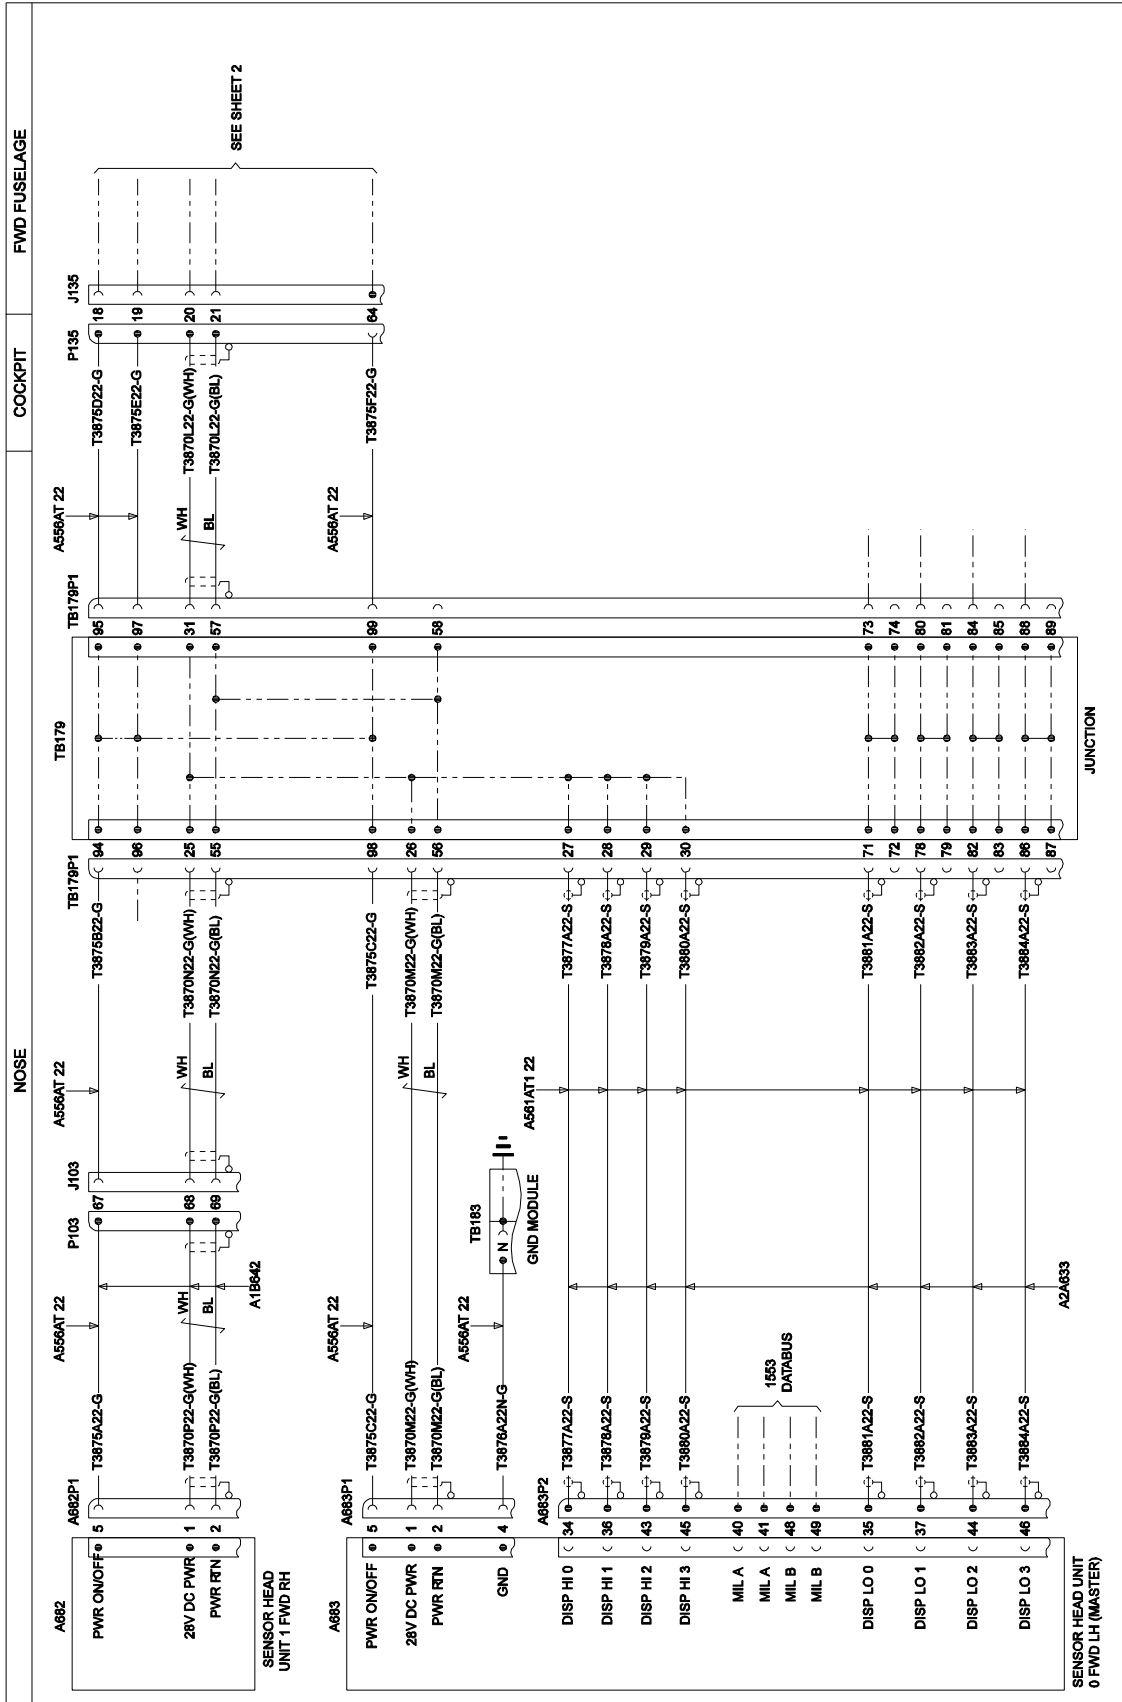 NOSE
COCKPIT
FWD FUSELAGE
A682
PWR ON/OFF
5
28V DC PWR
1
PWR RTN
2
SENSOR HEAD
UNIT 1 FWD RH
A682P1
T3875A22-G
T3870P22-G(WH)
T3870P22-G(BL)
A556AT 22
WH
BL
A1B642
P103
J103
67
68
69
A556AT 22
WH
BL
T3875B22-G
T3870N22-G(WH)
T3870N22-G(BL)
TB179P1
94
96
25
55
TB179
95
97
31
57
TB179P1
A556AT 22
WH
BL
T3875D22-G
T3875E22-G
T3870L22-G(WH)
T3870L22-G(BL)
P135
J135
18
19
20
21
64
SEE SHEET 2
A683
PWR ON/OFF
5
28V DC PWR
1
PWR RTN
2
GND
4
A683P1
T3875C22-G
T3870M22-G(WH)
T3870M22-G(BL)
T3876A22N-G
A556AT 22
A556AT 22
TB183
N
GND MODULE
WH
BL
T3875C22-G
T3870M22-G(WH)
T3870M22-G(BL)
98
26
56
99
58
A556AT 22
T3875F22-G
A683P2
DISP HI 0
34
DISP HI 1
36
DISP HI 2
43
DISP HI 3
45
MIL A
40
MIL A
41
MIL B
48
MIL B
49
DISP LO 0
35
DISP LO 1
37
DISP LO 2
44
DISP LO 3
46
SENSOR HEAD UNIT
0 FWD LH (MASTER)
T3877A22-S
T3878A22-S
T3879A22-S
T3880A22-S
1553
DATABUS
T3881A22-S
T3882A22-S
T3883A22-S
T3884A22-S
A2A633
A561AT1 22
T3877A22-S
T3878A22-S
T3879A22-S
T3880A22-S
T3881A22-S
T3882A22-S
T3883A22-S
T3884A22-S
27
28
29
30
71
72
78
79
82
83
86
87
73
74
80
81
84
85
88
89
JUNCTION